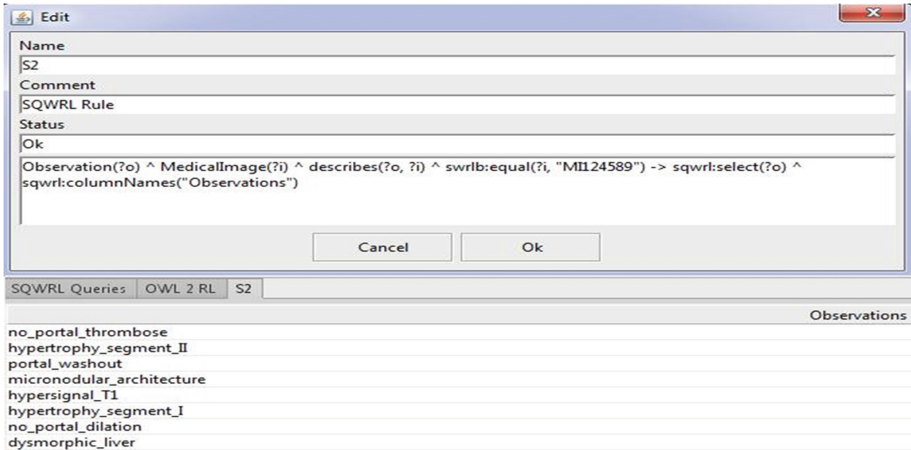 Edit
Name
S2
Comment
SQWRL Rule
Status
Ok
Observation(?o) ^ MedicalImage(?i) ^ describes(?o, ?i) ^ swrlb:equal(?i, "MI124589") -> sqwrl:select(?o) ^
sqwrl:columnNames("Observations")
Cancel Ok
SQWRL Queries OWL 2 RL S2
Observations
no_portal_thrombose
hypertrophy_segment_II
portal_washout
micronodular_architecture
hypersignal_T1
hypertrophy_segment_I
no_portal_dilation
dysmorphic_liver